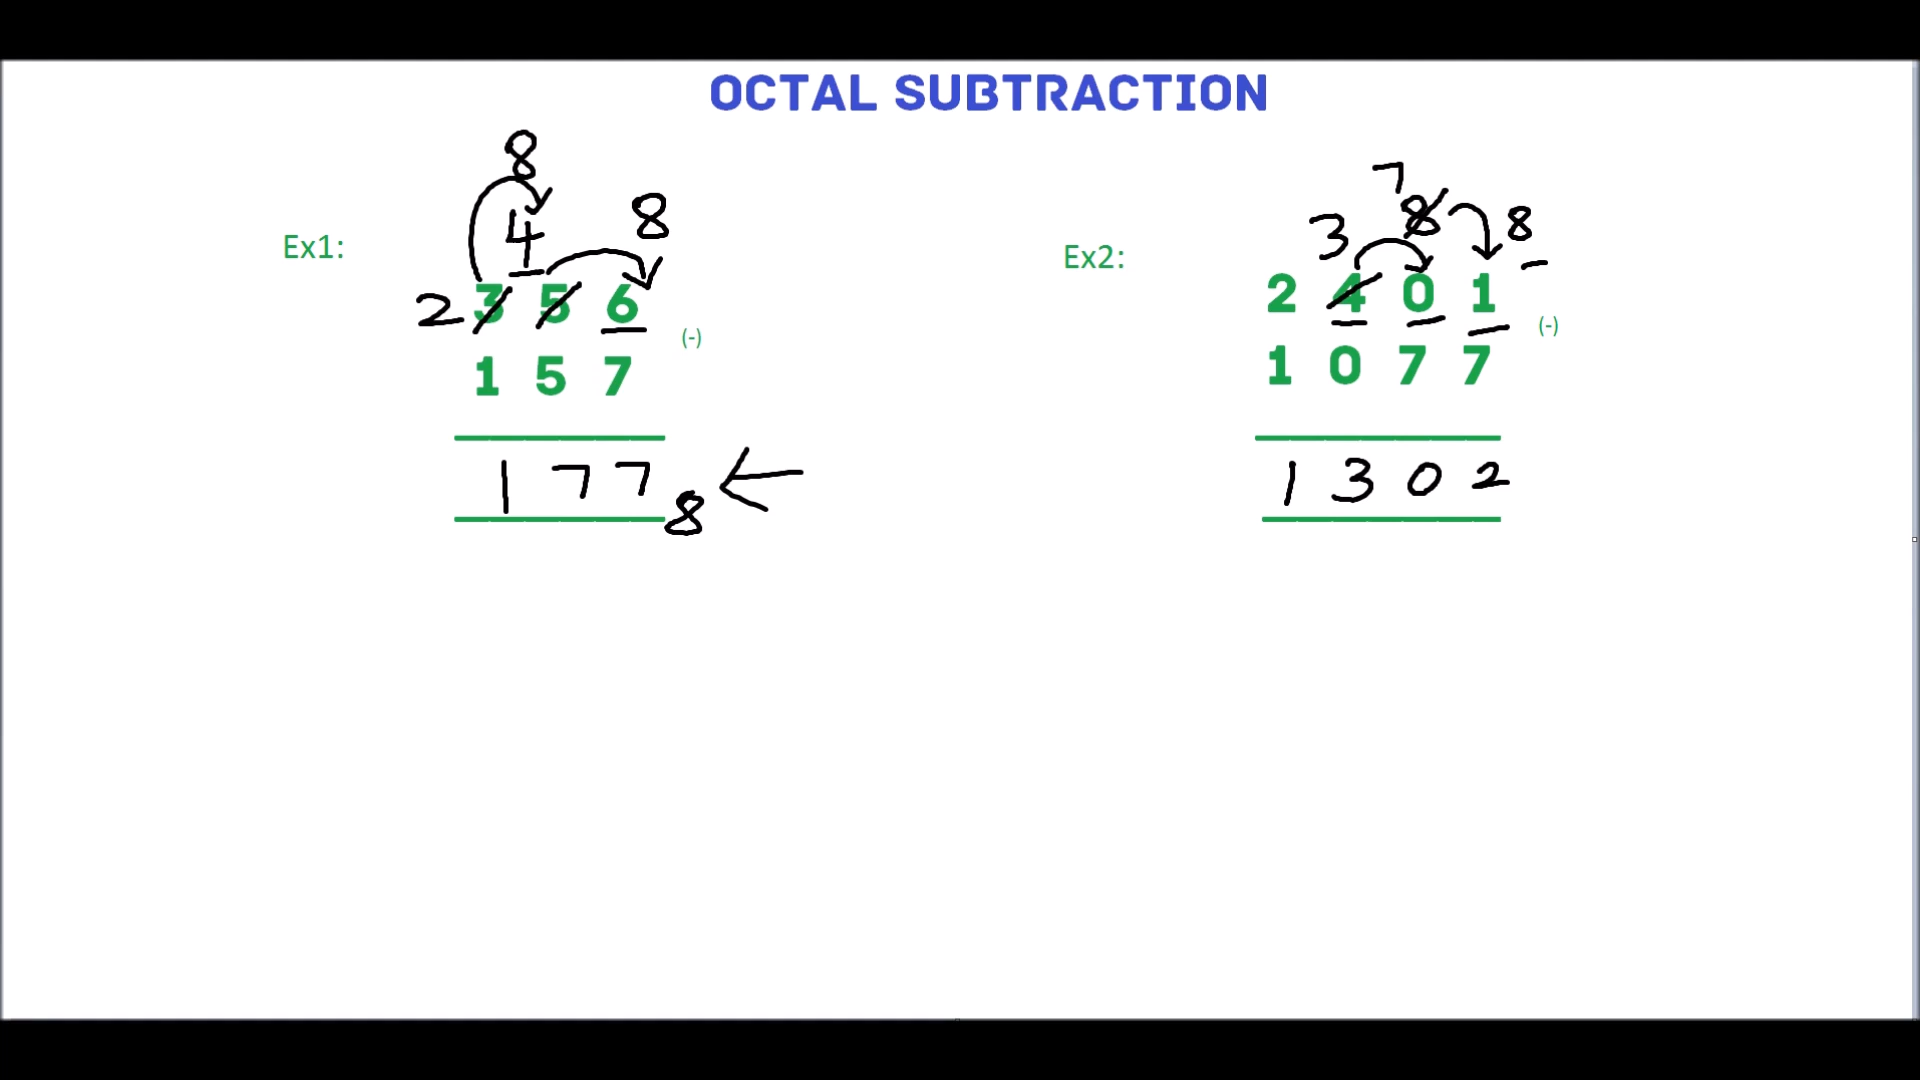 OCTAL SUBTRACTION
Ex1:
8
4 8
2 3 5 6
(-)
1 5 7
1 7 7 8
Ex2:
7
3 8 8
2 4 0 1
(-)
1 0 7 7
1 3 0 2